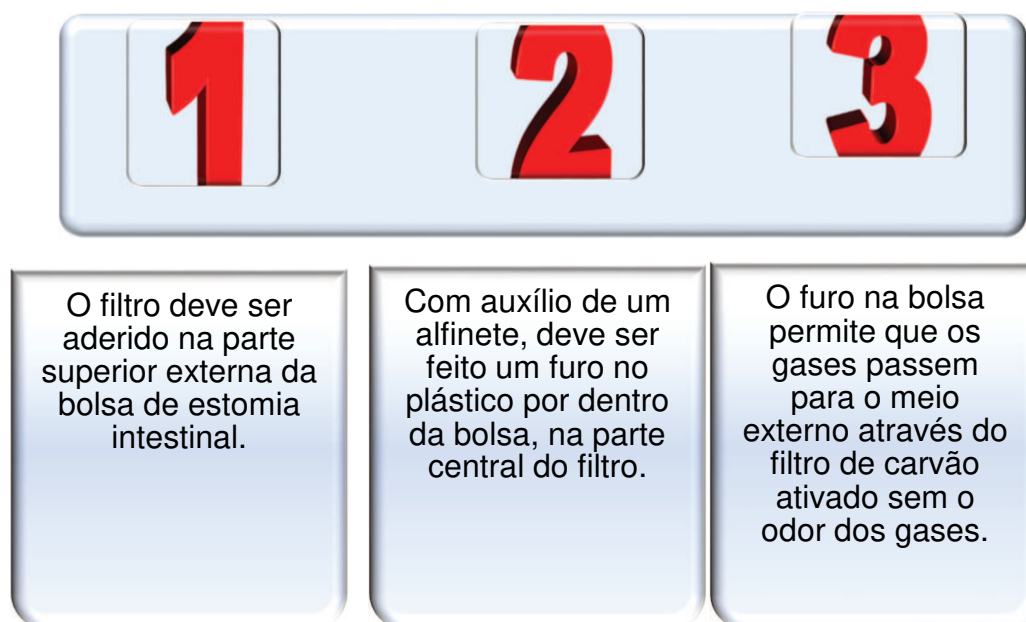 1
2
3
O filtro deve ser
aderido na parte
superior externa da
bolsa de estomia
intestinal.
Com auxílio de um
alfinete, deve ser
feito um furo no
plástico por dentro
da bolsa, na parte
central do filtro.
O furo na bolsa
permite que os
gases passem
para o meio
externo através do
filtro de carvão
ativado sem o
odor dos gases.